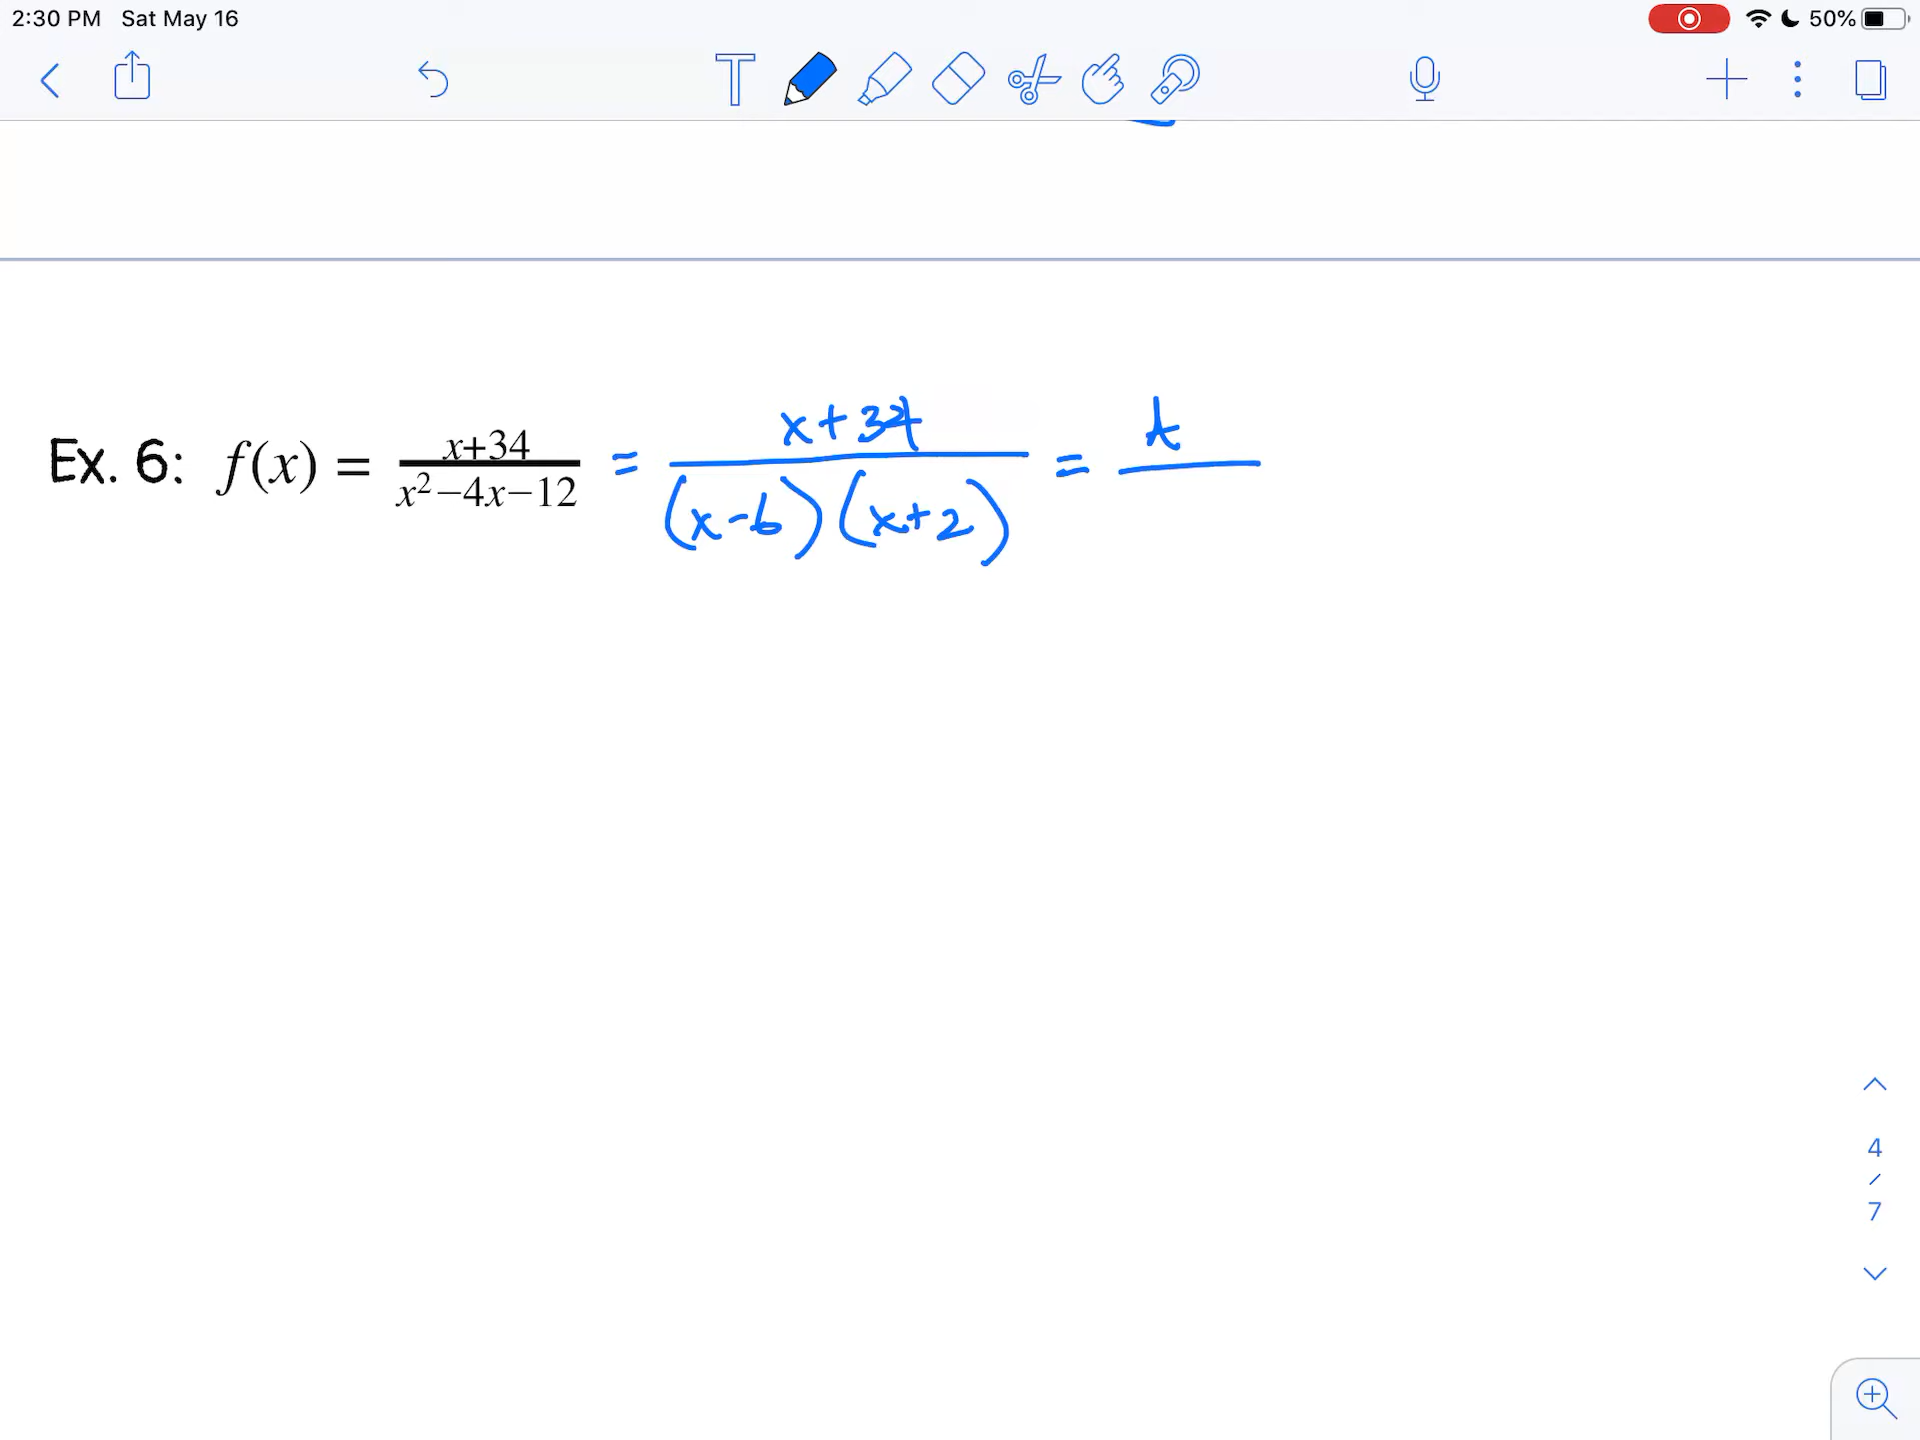 2:30 PM Sat May 16 50%
T
Ex. 6: f(x) = x+34 / x²−4x−12 = x+34 / (x-6)(x+2) = A /
4
/
7